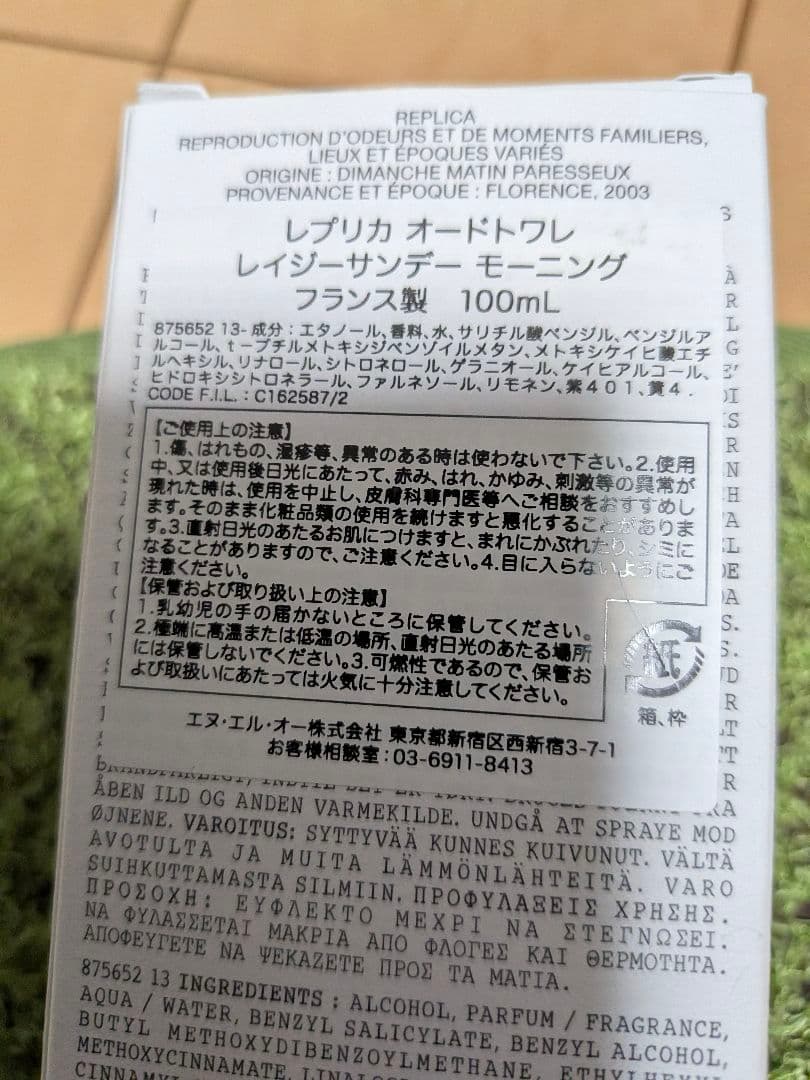 REPLICA
REPRODUCTION D'ODEURS ET DE MOMENTS FAMILIERS,
LIEUX ET ÉPOQUES VARIÉS
ORIGINE : DIMANCHE MATIN PARESSEUX
PROVENANCE ET ÉPOQUE : FLORENCE, 2003
レプリカ オードトワレ
レイジーサンデー モーニング
フランス製 100mL
875652 13- 成分：エタノール、香料、水、サリチル酸ベンジル、ベンジルア
ルコール、t－ブチルメトキシジベンゾイルメタン、メトキシケイヒ酸エチ
ルヘキシル、リナロール、シトロネロール、ゲラニオール、ケイヒアルコール、
ヒドロキシシトロネラール、ファルネソール、リモネン、紫４０１、黄４．
CODE F.I.L. : C162587/2
【ご使用上の注意】
1.傷、はれもの、湿疹等、異常のある時は使わないで下さい。2.使用
中、又は使用後日光にあたって、赤み、はれ、かゆみ、刺激等の異常が
現れた時は、使用を中止し、皮膚科専門医等へご相談をおすすめし
ます。そのまま化粧品類の使用を続けますと悪化することがありま
す。3.直射日光のあたるお肌につけますと、まれにかぶれたり、シミに
なることがありますので、ご注意ください。4.目に入らないようにご
注意ください。
【保管および取り扱い上の注意】
1.乳幼児の手の届かないところに保管してください。
2.極端に高温または低温の場所、直射日光のあたる場所
には保管しないでください。3.可燃性であるので、保管お
よび取扱いにあたっては火気に十分注意してください。
箱、枠
エヌ・エル・オー株式会社 東京都新宿区西新宿3-7-1
お客様相談室：03-6911-8413
ÅBEN ILD OG ANDEN VARMEKILDE. UNDGÅ AT SPRAYE MOD
ØJNENE. VAROITUS: SYTTYVÄÄ KUNNES KUIVUNUT. VÄLTÄ
AVOTULTA JA MUITA LÄMMÖNLÄHTEITÄ. VARO
SUIHKUTTAMASTA SILMIIN. ΠΡΟΦΥΛΑΞΕΙΣ ΧΡΗΣΗΣ.
ΠΡΟΣΟΧΗ: ΕΥΦΛΕΚΤΟ ΜΕΧΡΙ ΝΑ ΣΤΕΓΝΩΣΕΙ.
ΝΑ ΦΥΛΑΣΣΕΤΑΙ ΜΑΚΡΙΑ ΑΠΟ ΦΛΟΓΕΣ ΚΑΙ ΘΕΡΜΟΤΗΤΑ.
ΑΠΟΦΕΥΓΕΤΕ ΝΑ ΨΕΚΑΖΕΤΕ ΠΡΟΣ ΤΑ ΜΑΤΙΑ.
875652 13 INGREDIENTS : ALCOHOL, PARFUM / FRAGRANCE,
AQUA / WATER, BENZYL SALICYLATE, BENZYL ALCOHOL,
BUTYL METHOXYDIBENZOYLMETHANE, ETHYLHEXYL
METHOXYCINNAMATE,